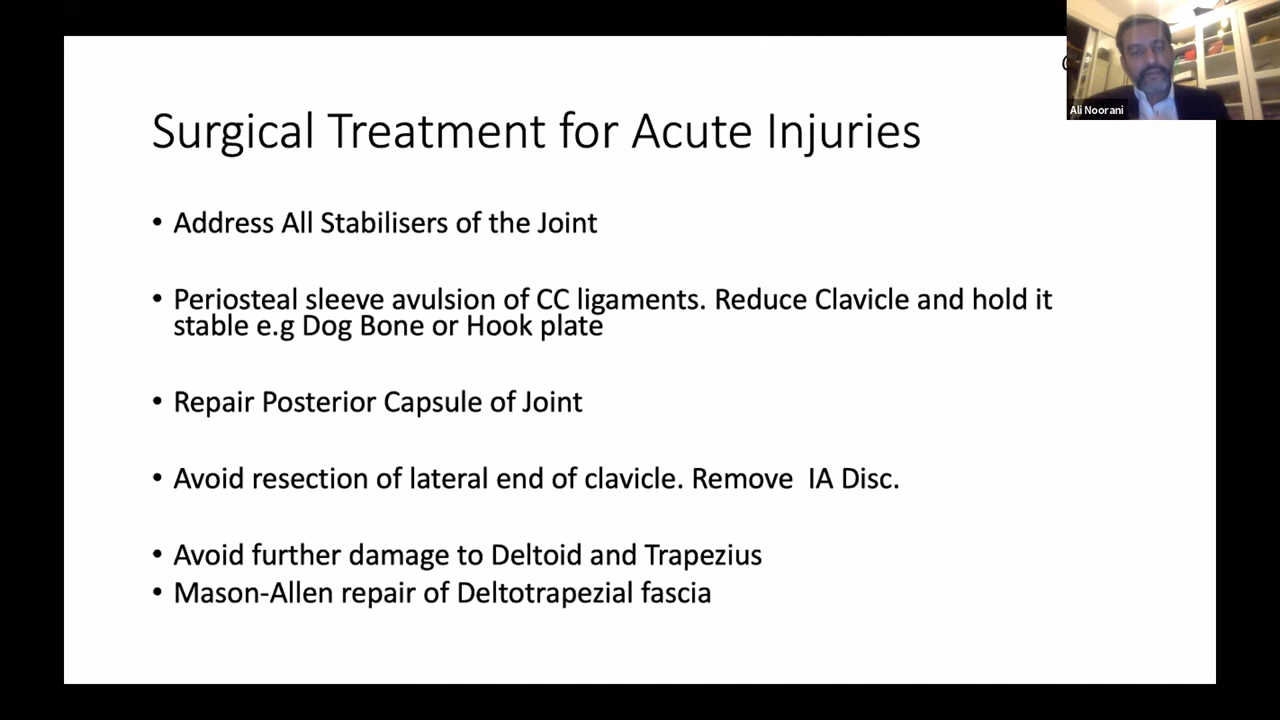 Surgical Treatment for Acute Injuries
• Address All Stabilisers of the Joint
• Periosteal sleeve avulsion of CC ligaments. Reduce Clavicle and hold it
stable e.g Dog Bone or Hook plate
• Repair Posterior Capsule of Joint
• Avoid resection of lateral end of clavicle. Remove  IA Disc.
• Avoid further damage to Deltoid and Trapezius
• Mason-Allen repair of Deltotrapezial fascia
Ali Noorani